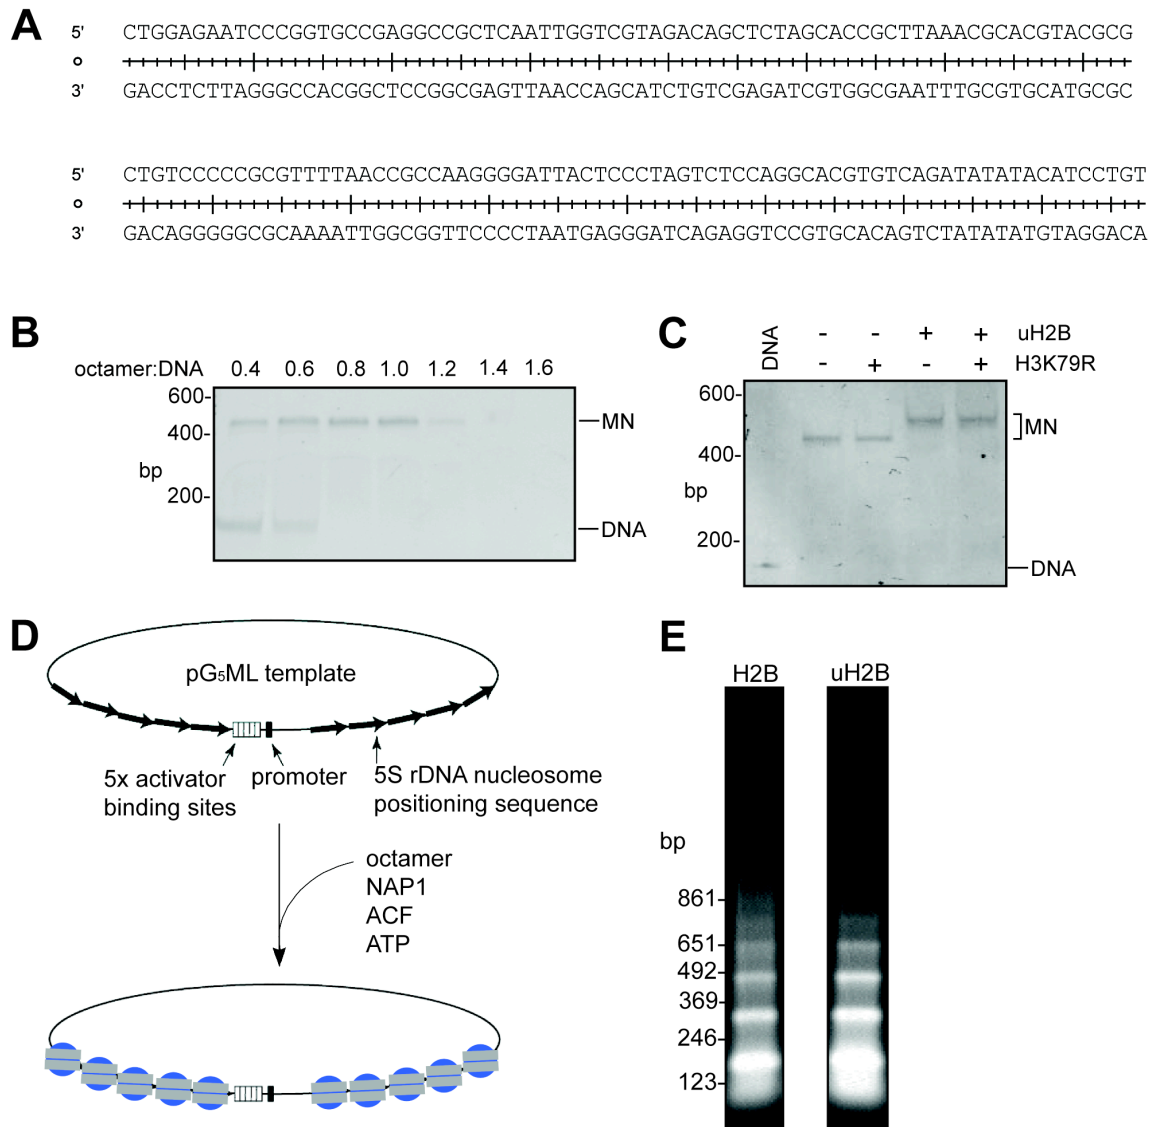 A
5' CTGGAGAATCCCGGTGCCGAGGCCGCTCAATTGGTCGTAGACAGCTCTAGCACCGCTTAAACGCACGTACGCG
3' GACCTCTTAGGGCCACGGCTCCGGCGAGTTAACCAGCATCTGTCGAGATCGTGGCGAATTTGCGTGCATGCGC
5' CTGTCCCCCGCGTTTTAACCGCCAAGGGGATTACTCCCTAGTCTCCAGGCACGTGTCAGATATATACATCCTGT
3' GACAGGGGGCGCAAAATTGGCGGTTCCCCTAATGAGGGATCAGAGGTCCGTGCACAGTCTATATATGTAGGACA
B
octamer:DNA 0.4 0.6 0.8 1.0 1.2 1.4 1.6
600-
400-
bp
200-
MN
DNA
C
DNA - - + + uH2B
- + - + H3K79R
600-
400-
bp
200-
MN
DNA
D
pG5ML template
5x activator
binding sites
promoter
5S rDNA nucleosome
positioning sequence
octamer
NAP1
ACF
ATP
E
H2B uH2B
bp
861-
651-
492-
369-
246-
123-